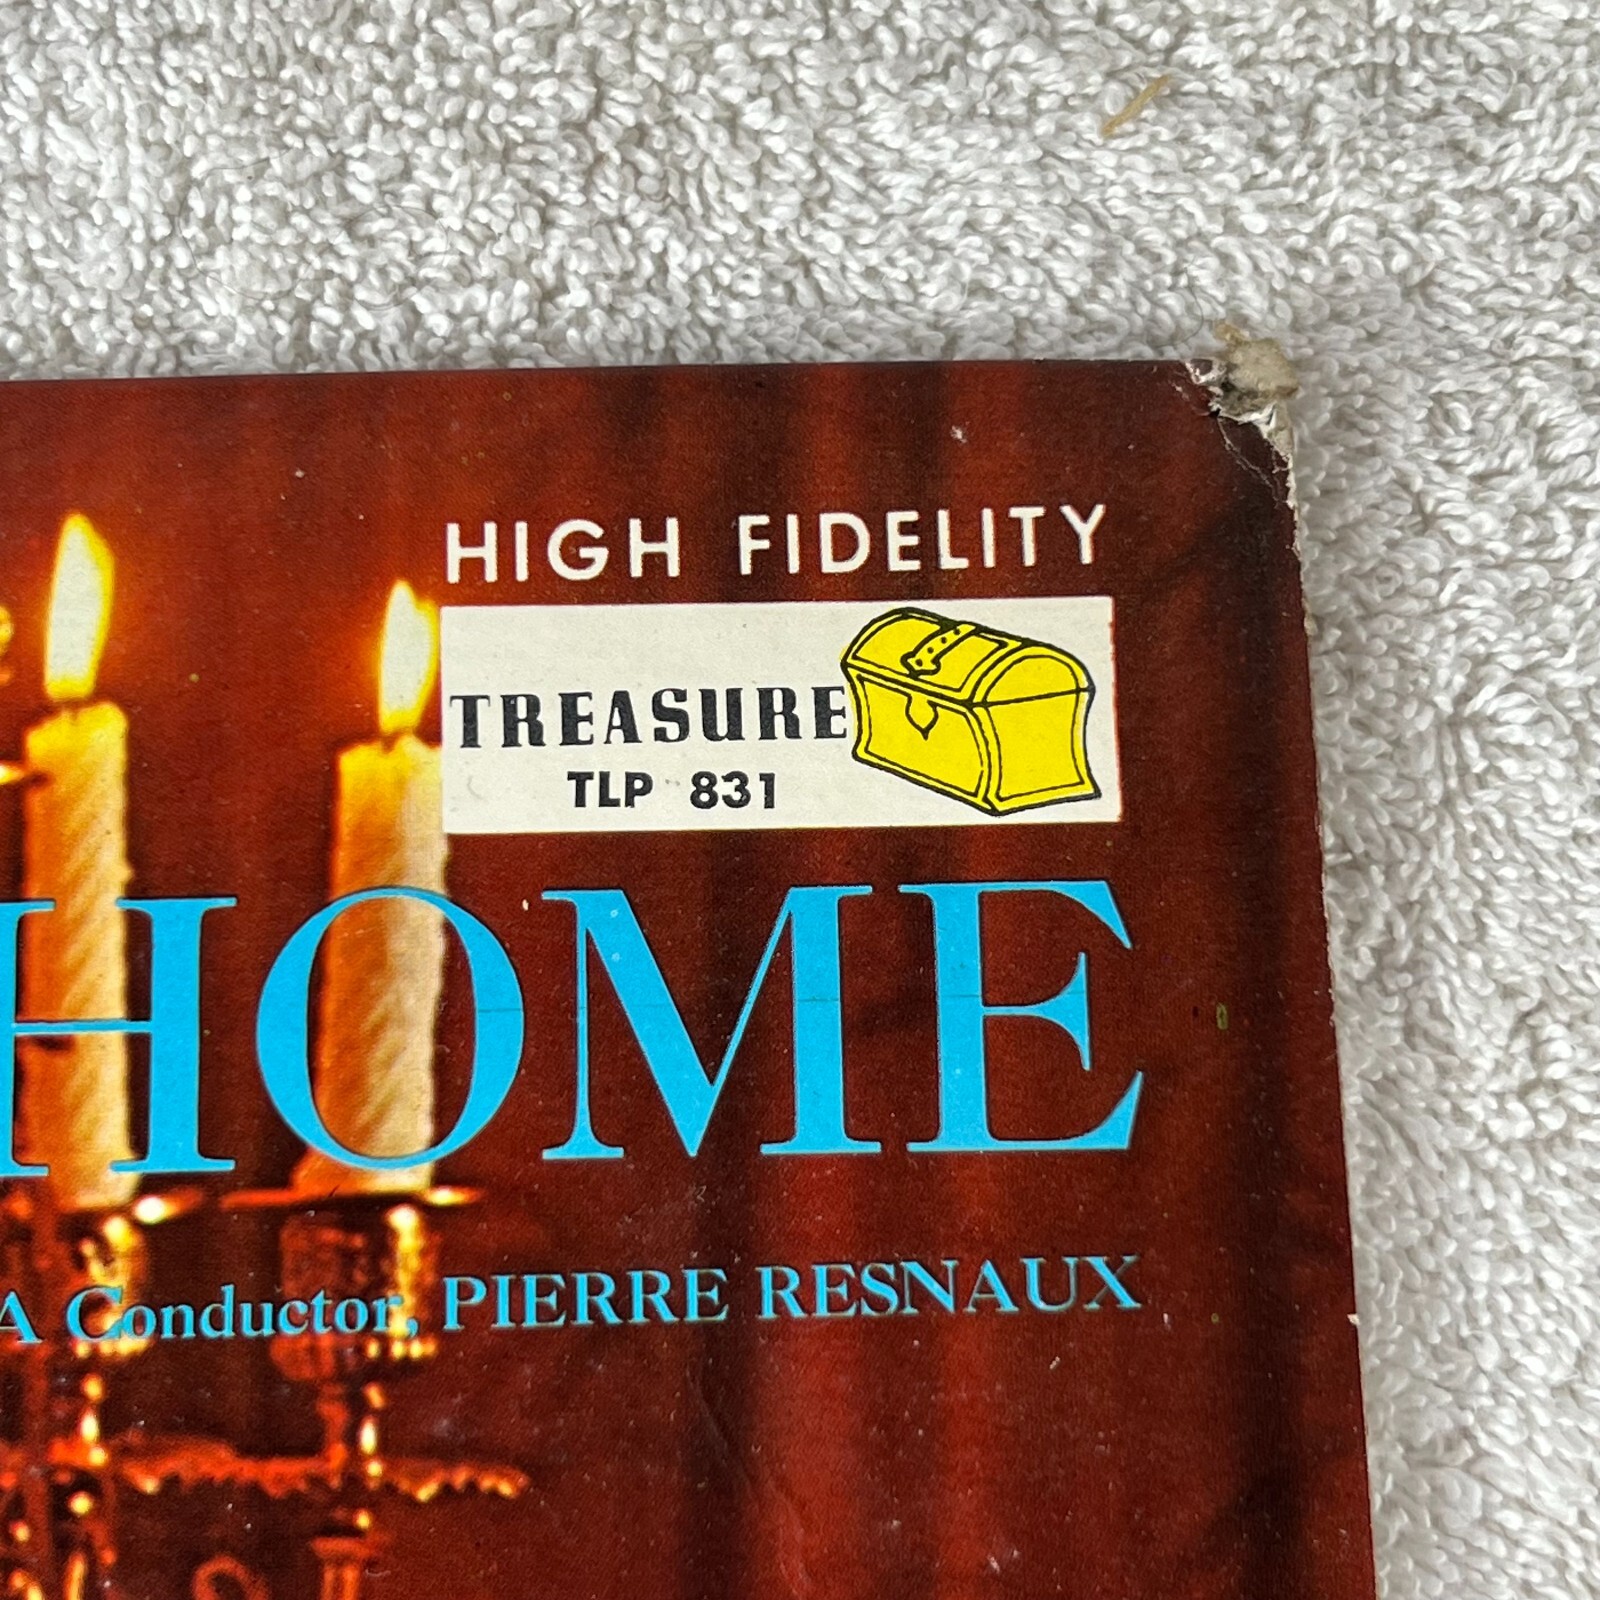 HIGH FIDELITY
TREASURE
TLP 831
HOME
A Conductor, PIERRE RESNAUX